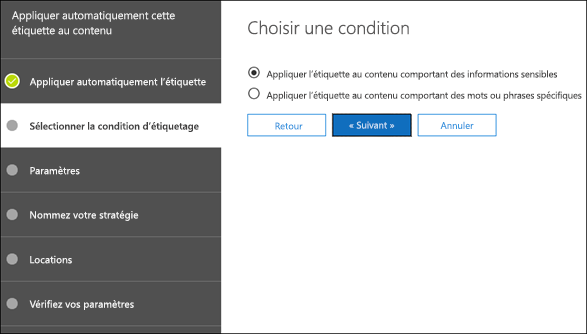 Appliquer automatiquement cette
étiquette au contenu
Appliquer automatiquement l'étiquette
Sélectionner la condition d'étiquetage
Paramètres
Nommez votre stratégie
Locations
Vérifiez vos paramètres
Choisir une condition
Appliquer l'étiquette au contenu comportant des informations sensibles
Appliquer l'étiquette au contenu comportant des mots ou phrases spécifiques
Retour
« Suivant »
Annuler